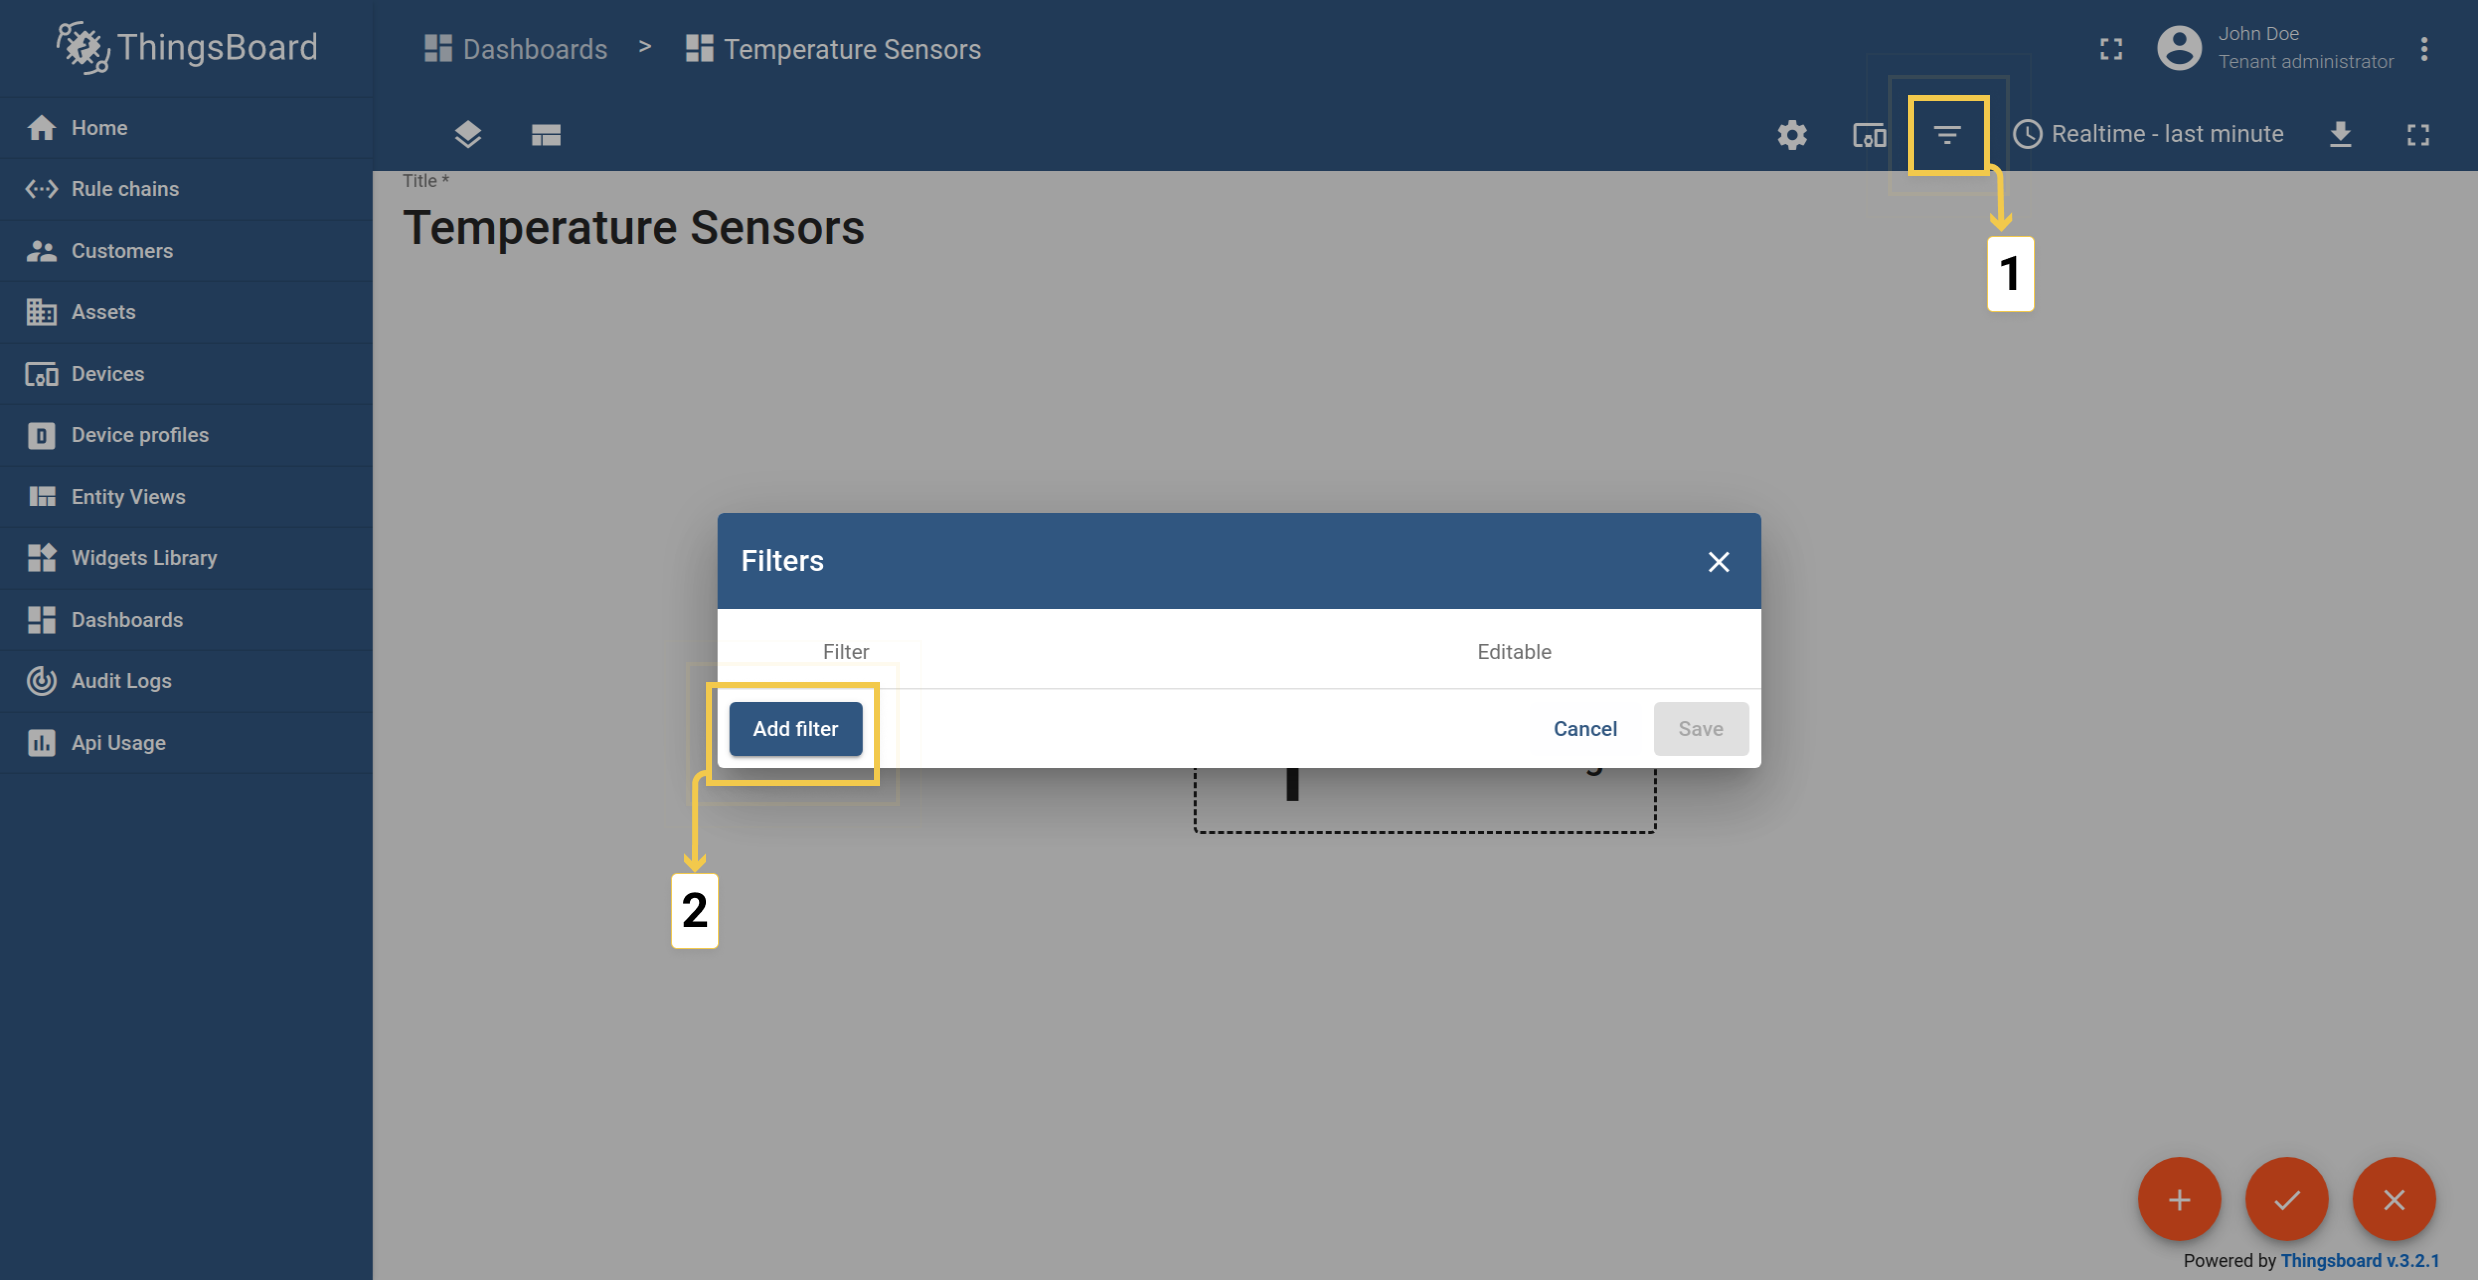 ThingsBoard
Dashboards > Temperature Sensors
John Doe
Tenant administrator
Realtime - last minute
Home
Rule chains
Customers
Assets
Devices
Device profiles
Entity Views
Widgets Library
Dashboards
Audit Logs
Api Usage
Title *
Temperature Sensors
1
Filters
Filter Editable
Add filter Cancel Save
2
Powered by Thingsboard v.3.2.1